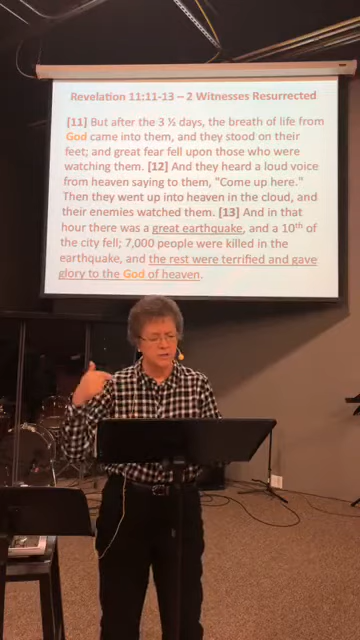 Revelation 11:11-13 – 2 Witnesses Resurrected
[11] But after the 3 ½ days, the breath of life from
God came into them, and they stood on their
feet; and great fear fell upon those who were
watching them. [12] And they heard a loud voice
from heaven saying to them, "Come up here."
Then they went up into heaven in the cloud, and
their enemies watched them. [13] And in that
hour there was a great earthquake, and a 10th of
the city fell; 7,000 people were killed in the
earthquake, and the rest were terrified and gave
glory to the God of heaven.